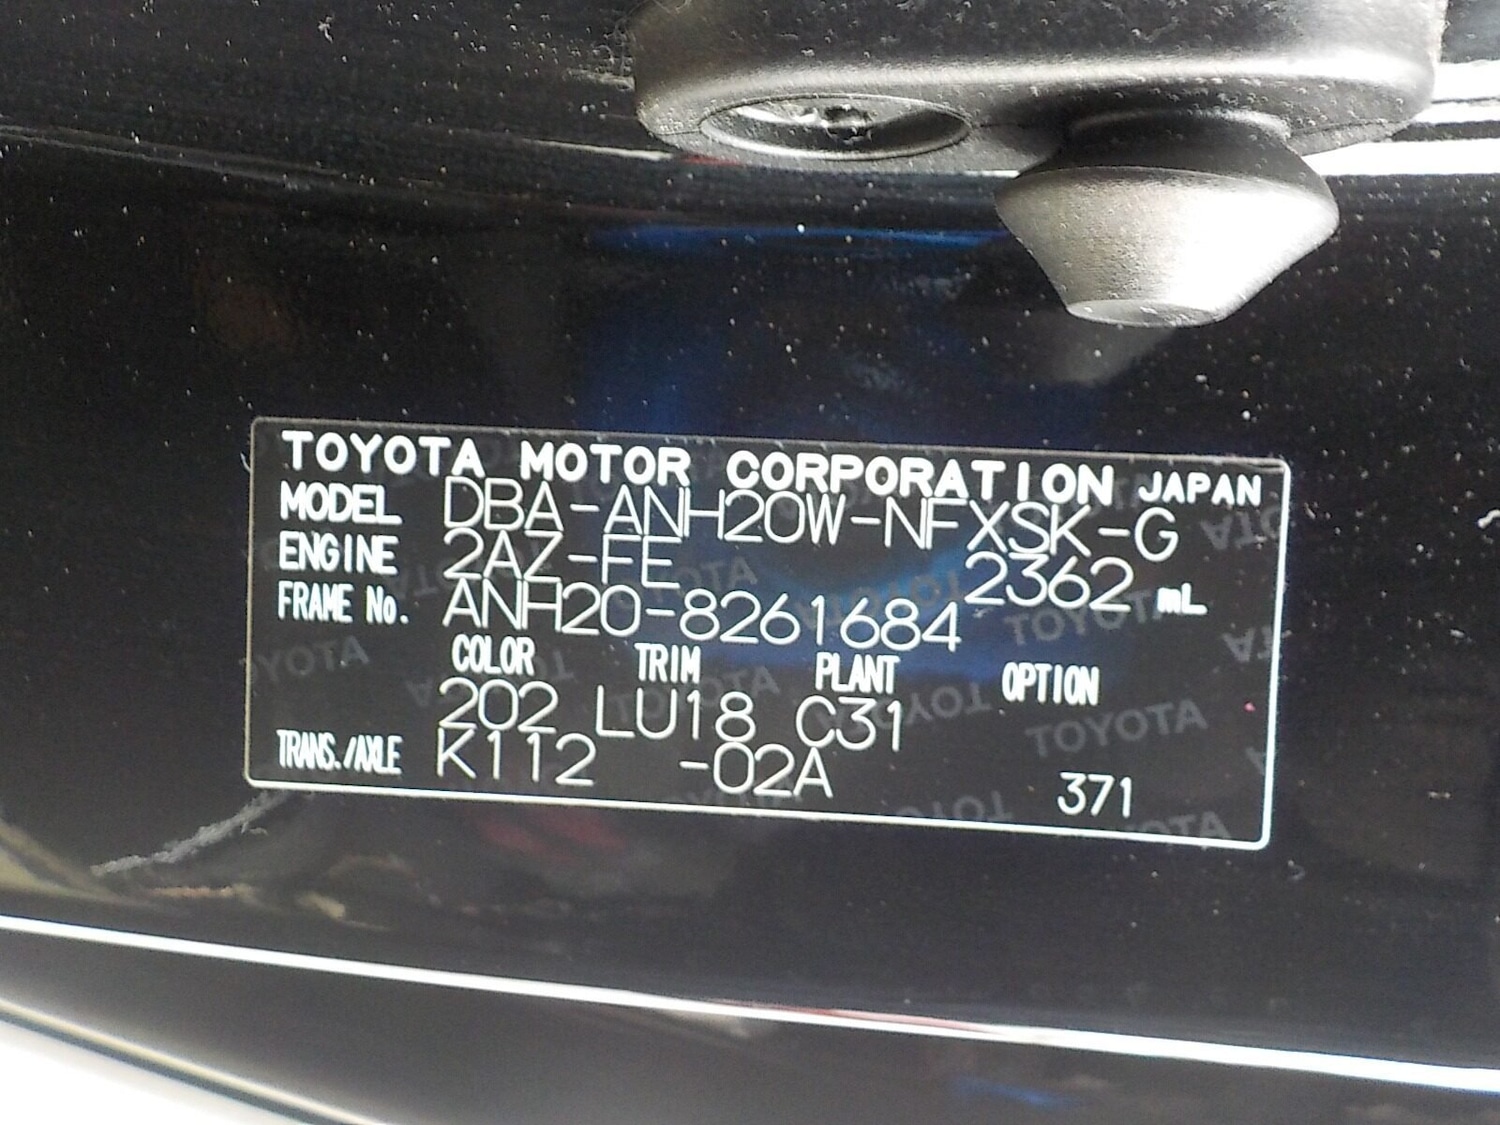 TOYOTA MOTOR CORPORATION JAPAN
MODEL DBA-ANH20W-NFXSK-G
ENGINE 2AZ-FE 2362 mL
FRAME No. ANH20-8261684
COLOR TRIM PLANT OPTION
202 LU18 C31
TRANS./AXLE K112 -02A 371